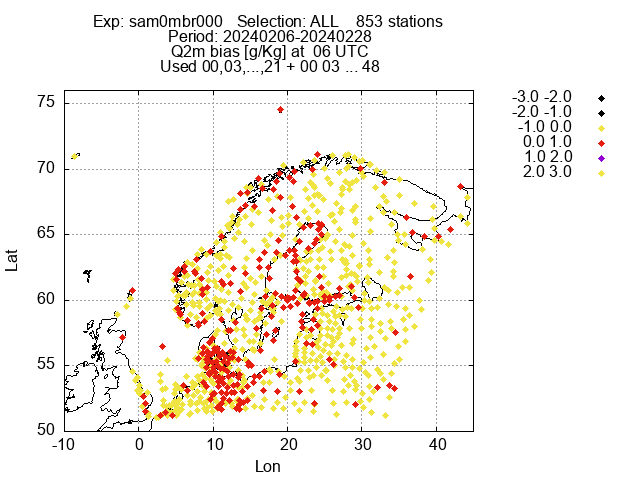 Exp: sam0mbr000 Selection: ALL 853 stations
Period: 20240206-20240228
Q2m bias [g/Kg] at 06 UTC
Used 00,03,...,21 + 00 03 ... 48
75
70
65
60
55
50
-10 0 10 20 30 40
Lat
Lon
-3.0 -2.0
-2.0 -1.0
-1.0 0.0
0.0 1.0
1.0 2.0
2.0 3.0